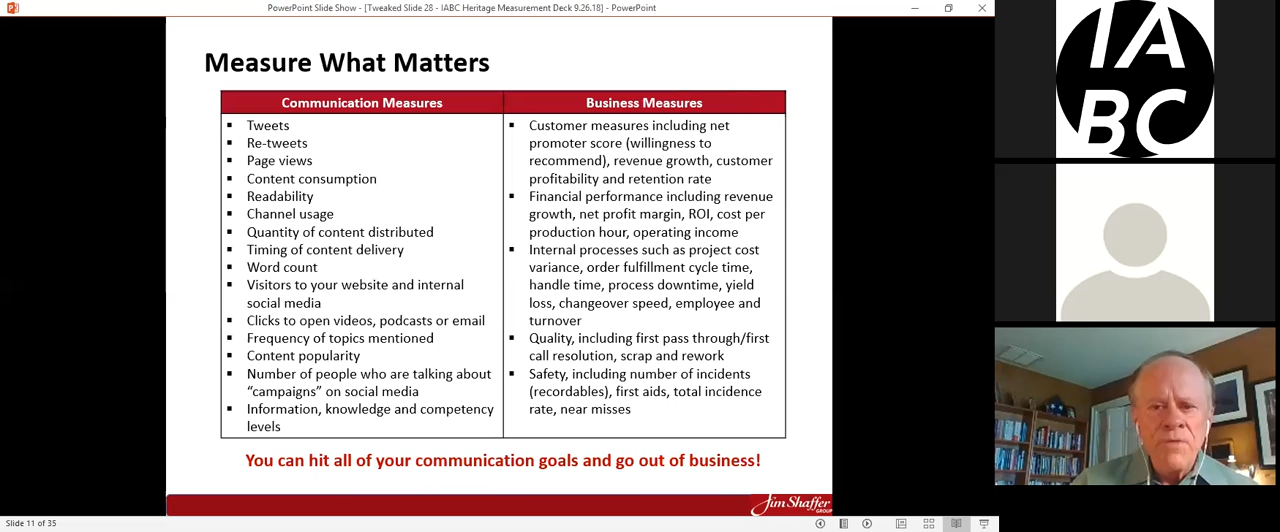 PowerPoint Slide Show - [Tweaked Slide 28 - IABC Heritage Measurement Deck 9.26.18] - PowerPoint
Measure What Matters
Communication Measures
Tweets
Re-tweets
Page views
Content consumption
Readability
Channel usage
Quantity of content distributed
Timing of content delivery
Word count
Visitors to your website and internal
social media
Clicks to open videos, podcasts or email
Frequency of topics mentioned
Content popularity
Number of people who are talking about
“campaigns” on social media
Information, knowledge and competency
levels
Business Measures
Customer measures including net
promoter score (willingness to
recommend), revenue growth, customer
profitability and retention rate
Financial performance including revenue
growth, net profit margin, ROI, cost per
production hour, operating income
Internal processes such as project cost
variance, order fulfillment cycle time,
handle time, process downtime, yield
loss, changeover speed, employee and
turnover
Quality, including first pass through/first
call resolution, scrap and rework
Safety, including number of incidents
(recordables), first aids, total incidence
rate, near misses
You can hit all of your communication goals and go out of business!
Jim Shaffer
GROUP
Slide 11 of 35
IA
BC